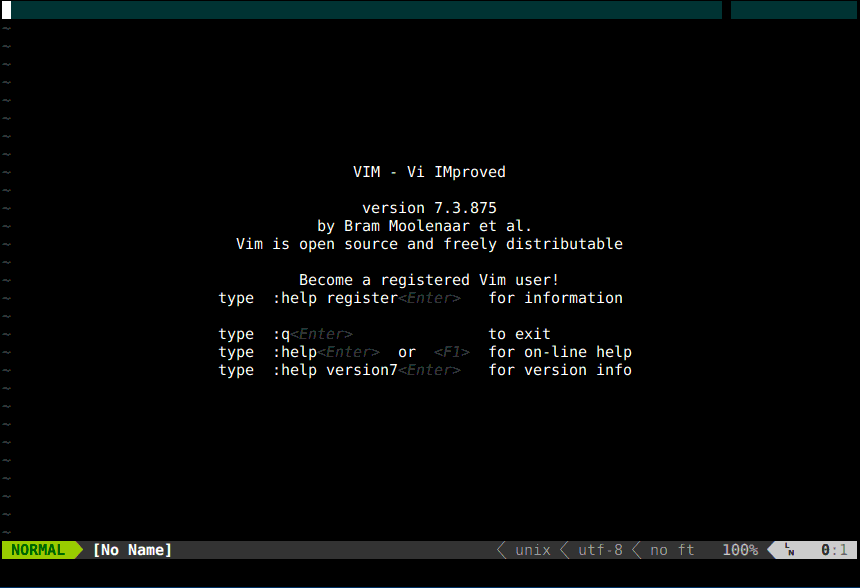 VIM - Vi IMproved
version 7.3.875
by Bram Moolenaar et al.
Vim is open source and freely distributable
Become a registered Vim user!
type  :help register<Enter>   for information
type  :q<Enter>               to exit
type  :help<Enter>  or  <F1>  for on-line help
type  :help version7<Enter>   for version info
NORMAL  [No Name]  unix  utf-8  no ft  100%  LN  0:1